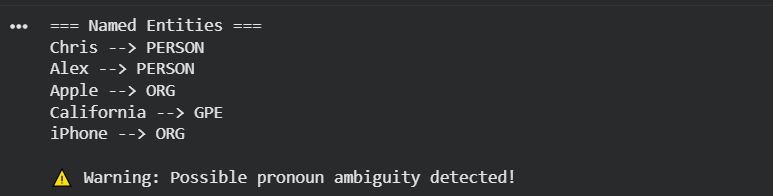 === Named Entities ===
Chris --> PERSON
Alex --> PERSON
Apple --> ORG
California --> GPE
iPhone --> ORG
⚠️ Warning: Possible pronoun ambiguity detected!